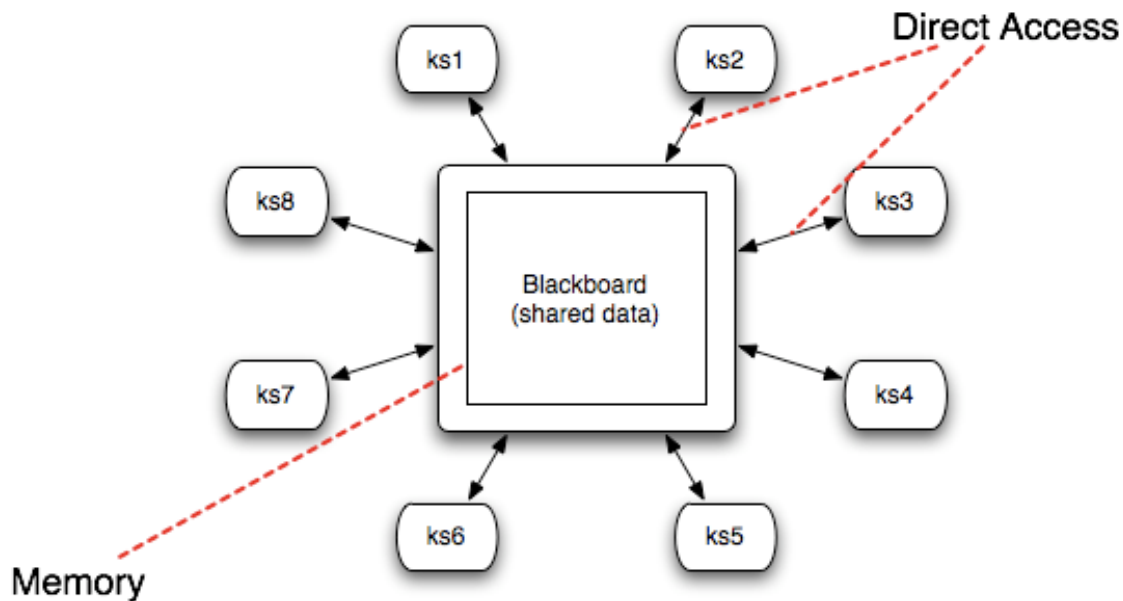 Direct Access
ks1
ks2
ks8
ks3
Blackboard
(shared data)
ks7
ks4
ks6
ks5
Memory